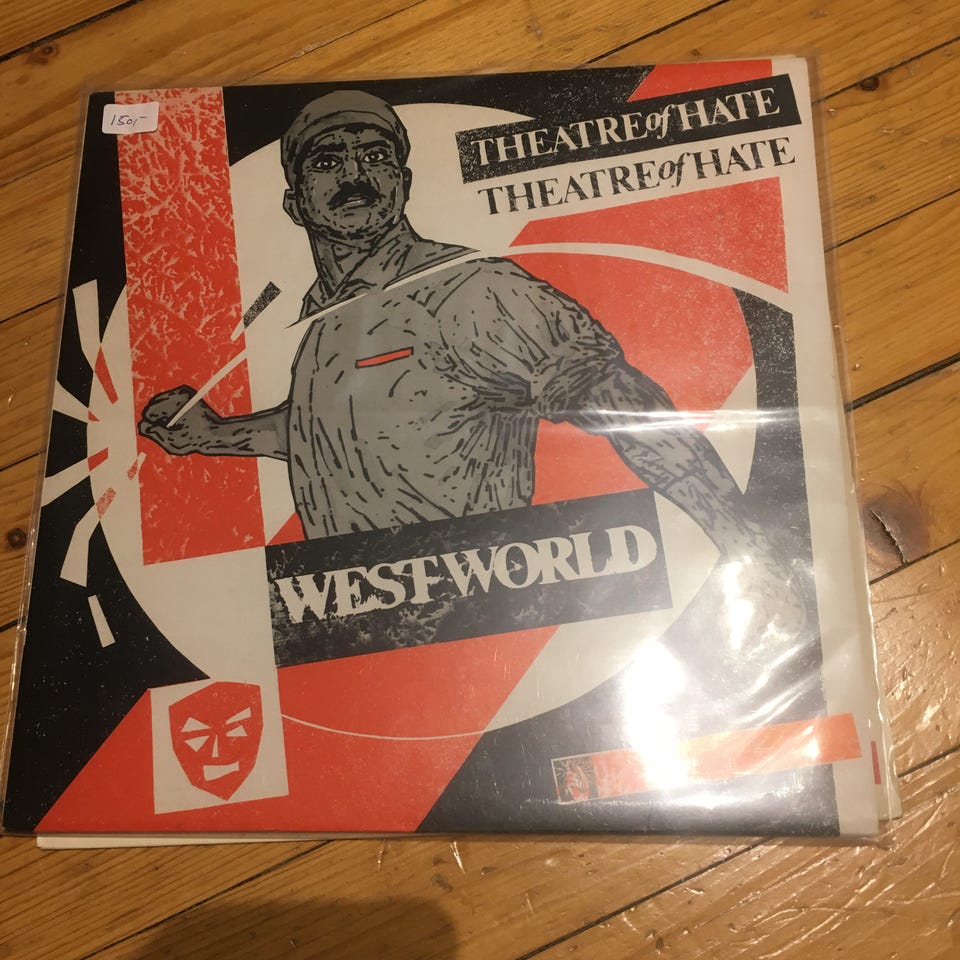 150,-
THEATRE of HATE
THEATRE of HATE
WESTWORLD